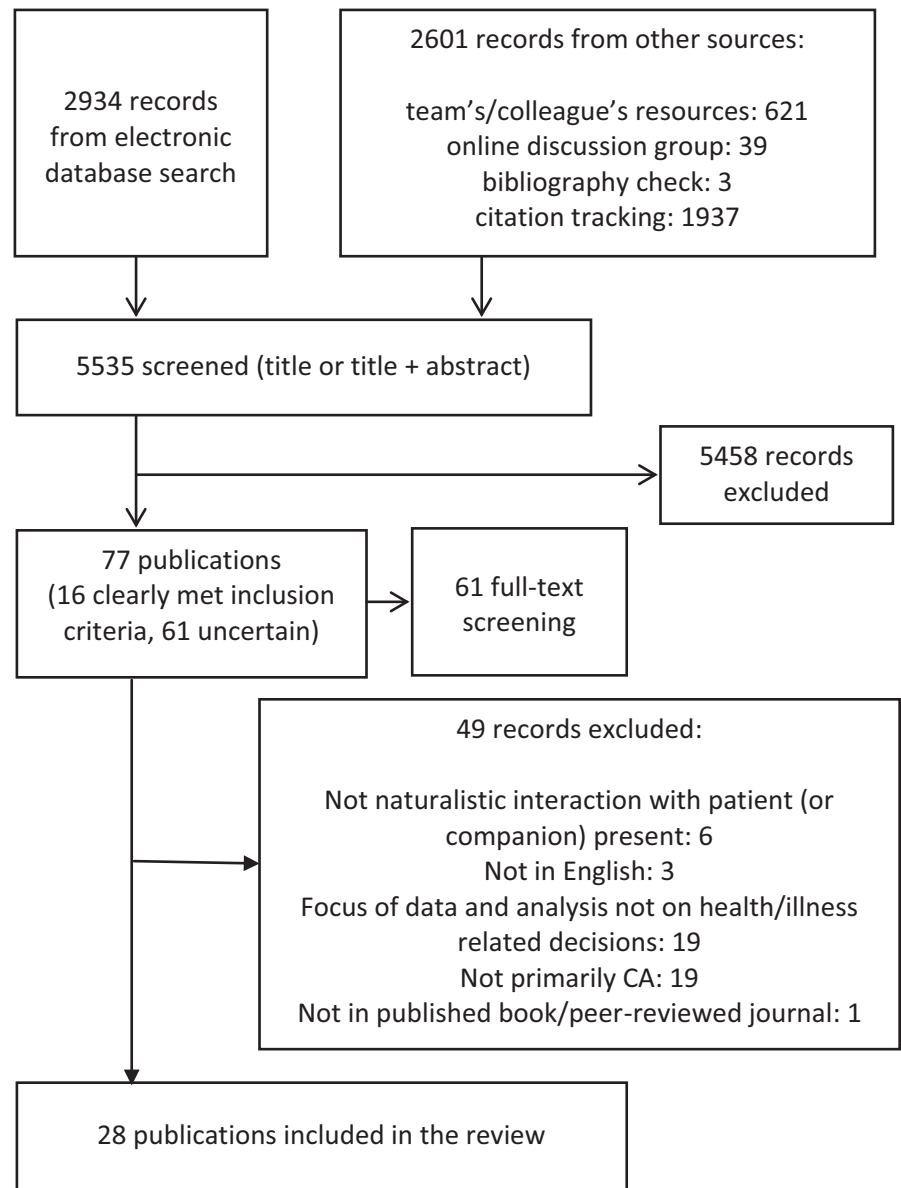 2934 records
from electronic
database search
2601 records from other sources:
team’s/colleague’s resources: 621
online discussion group: 39
bibliography check: 3
citation tracking: 1937
5535 screened (title or title + abstract)
5458 records
excluded
77 publications
(16 clearly met inclusion
criteria, 61 uncertain)
61 full-text
screening
49 records excluded:
Not naturalistic interaction with patient (or
companion) present: 6
Not in English: 3
Focus of data and analysis not on health/illness
related decisions: 19
Not primarily CA: 19
Not in published book/peer-reviewed journal: 1
28 publications included in the review